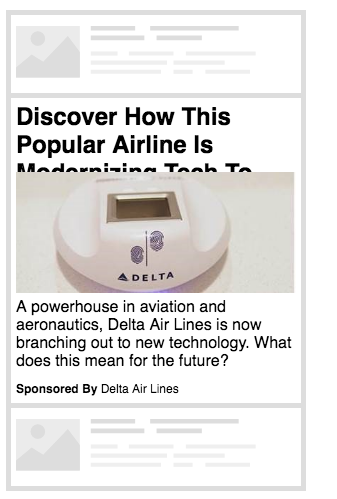 Discover How This
Popular Airline Is
Modernizing Tech To
DELTA
A powerhouse in aviation and
aeronautics, Delta Air Lines is now
branching out to new technology. What
does this mean for the future?
Sponsored By Delta Air Lines